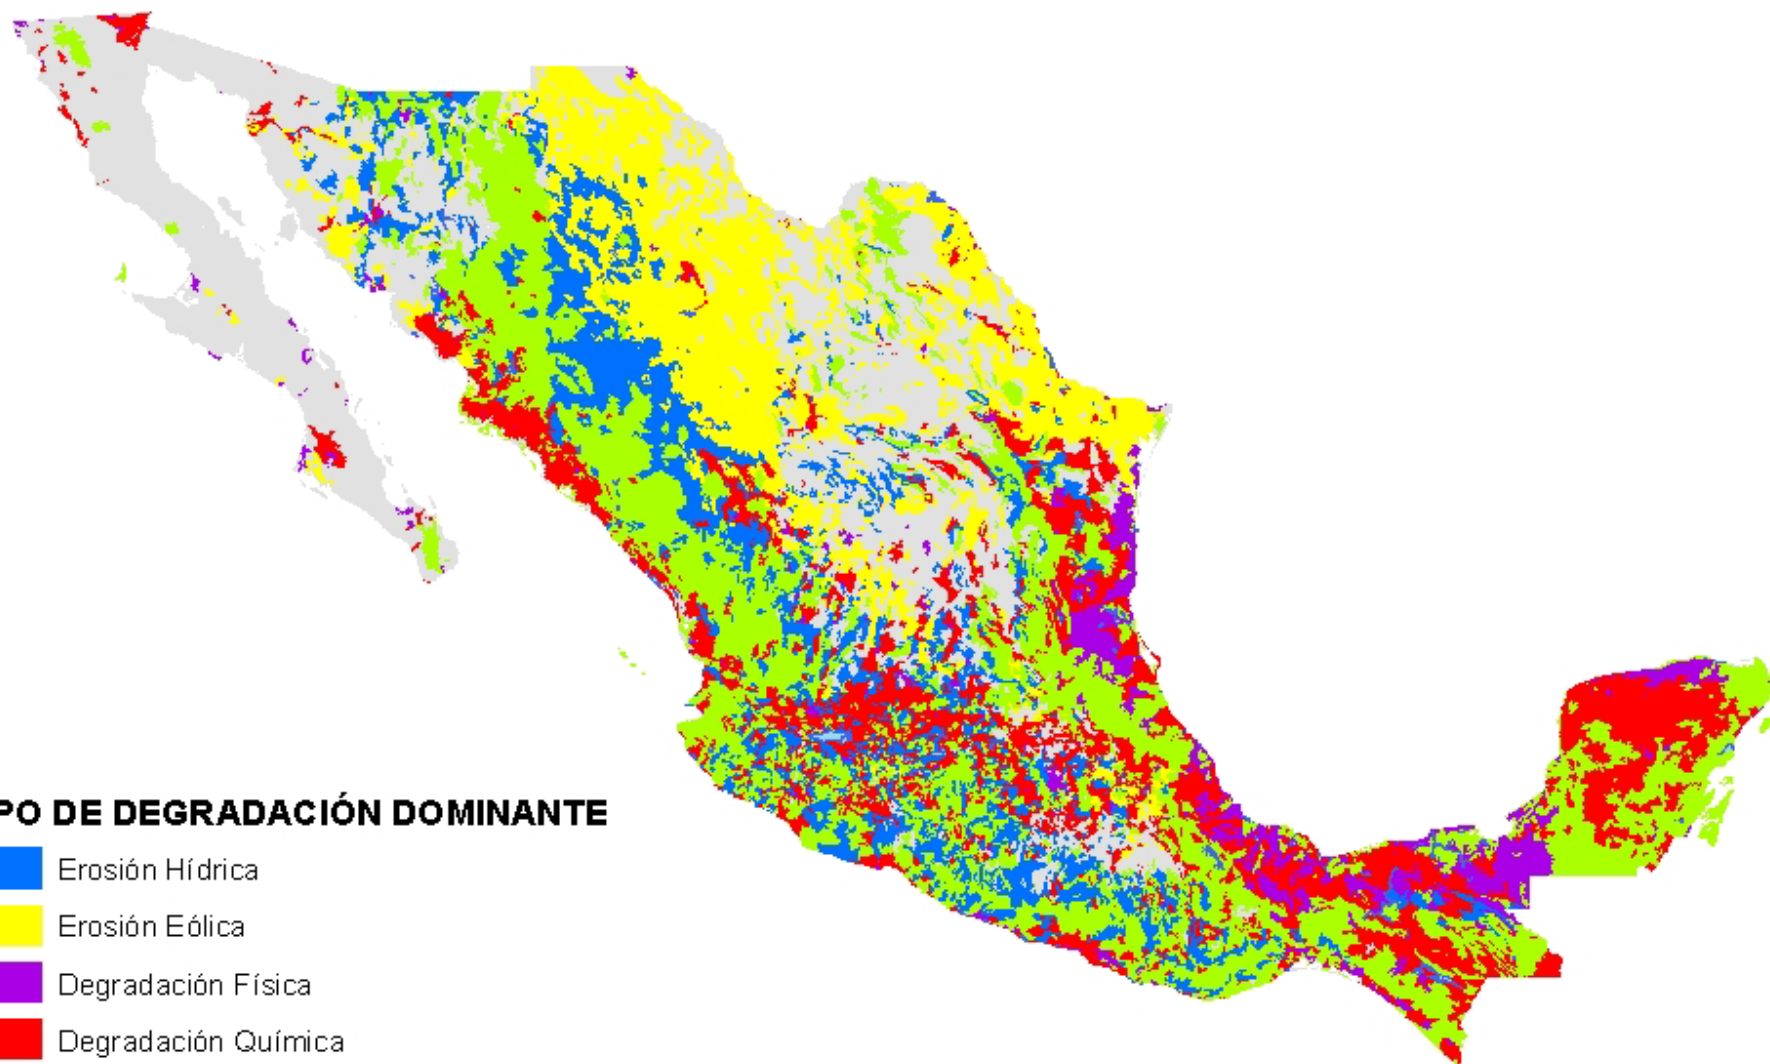 PO DE DEGRADACIÓN DOMINANTE
Erosión Hídrica
Erosión Eólica
Degradación Física
Degradación Química